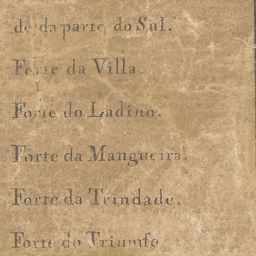 de da parte do Sul.
Forte da Villa.
Forte do Ladino.
Forte da Mangueira.
Forte da Trindade.
Forte do Triumfo